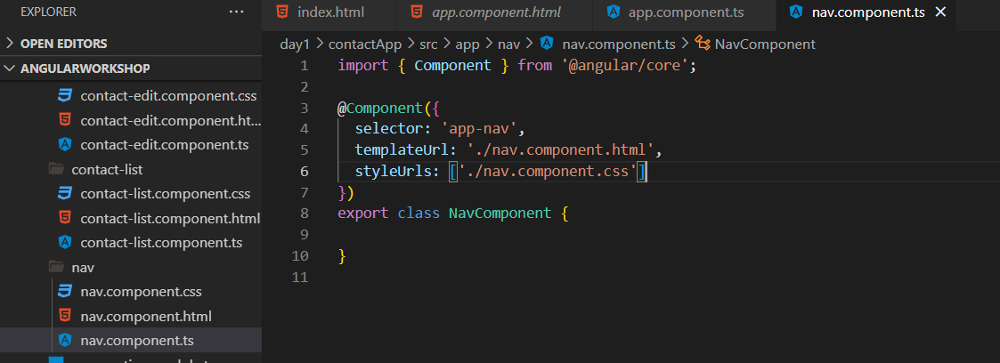 EXPLORER
OPEN EDITORS
ANGULARWORKSHOP
contact-edit.component.css
contact-edit.component.ht...
contact-edit.component.ts
contact-list
contact-list.component.css
contact-list.component.html
contact-list.component.ts
nav
nav.component.css
nav.component.html
nav.component.ts
index.html app.component.html app.component.ts nav.component.ts
day1 > contactApp > src > app > nav > nav.component.ts > NavComponent
1 import { Component } from '@angular/core';
2
3 @Component({
4 selector: 'app-nav',
5 templateUrl: './nav.component.html',
6 styleUrls: ['./nav.component.css']
7 })
8 export class NavComponent {
9
10 }
11